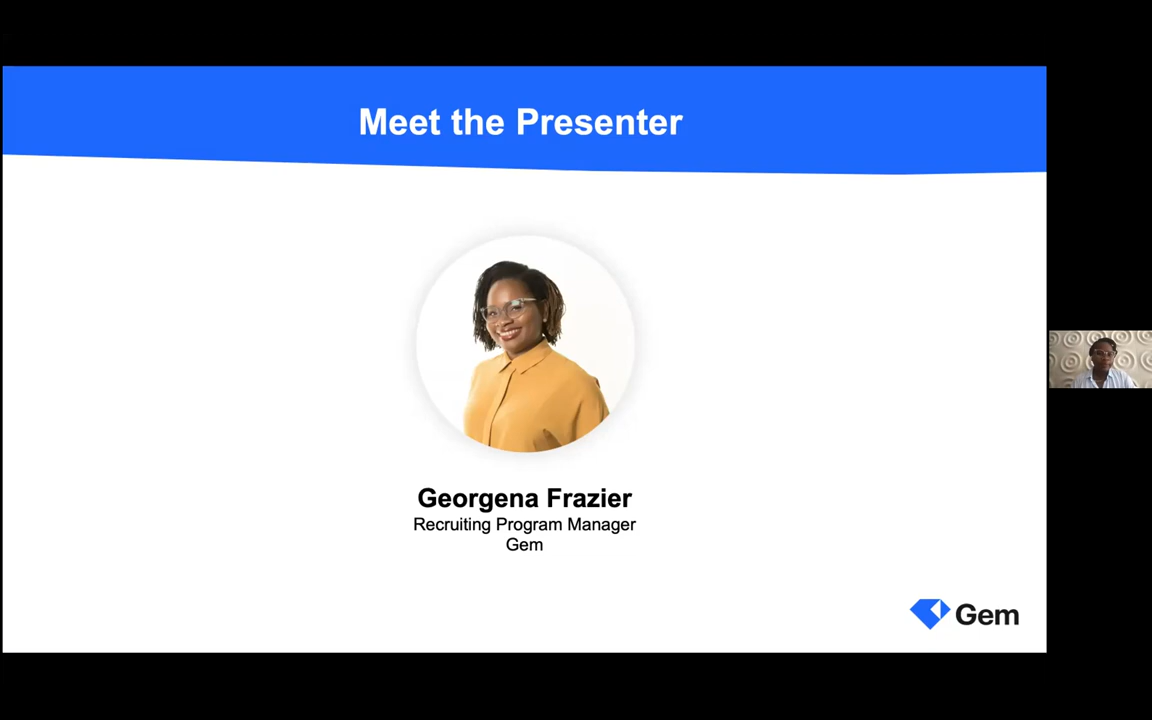 Meet the Presenter
Georgena Frazier
Recruiting Program Manager
Gem
Gem